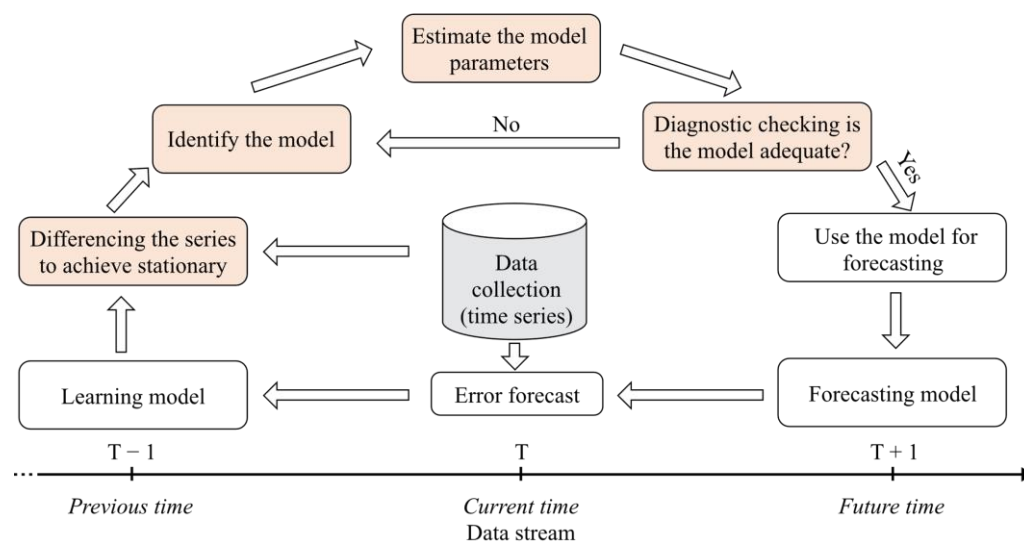 Estimate the model
parameters
Identify the model
No
Diagnostic checking is
the model adequate?
Yes
Differencing the series
to achieve stationary
Data
collection
(time series)
Use the model for
forecasting
Learning model
Error forecast
Forecasting model
T − 1
T
T + 1
Previous time
Current time
Future time
Data stream